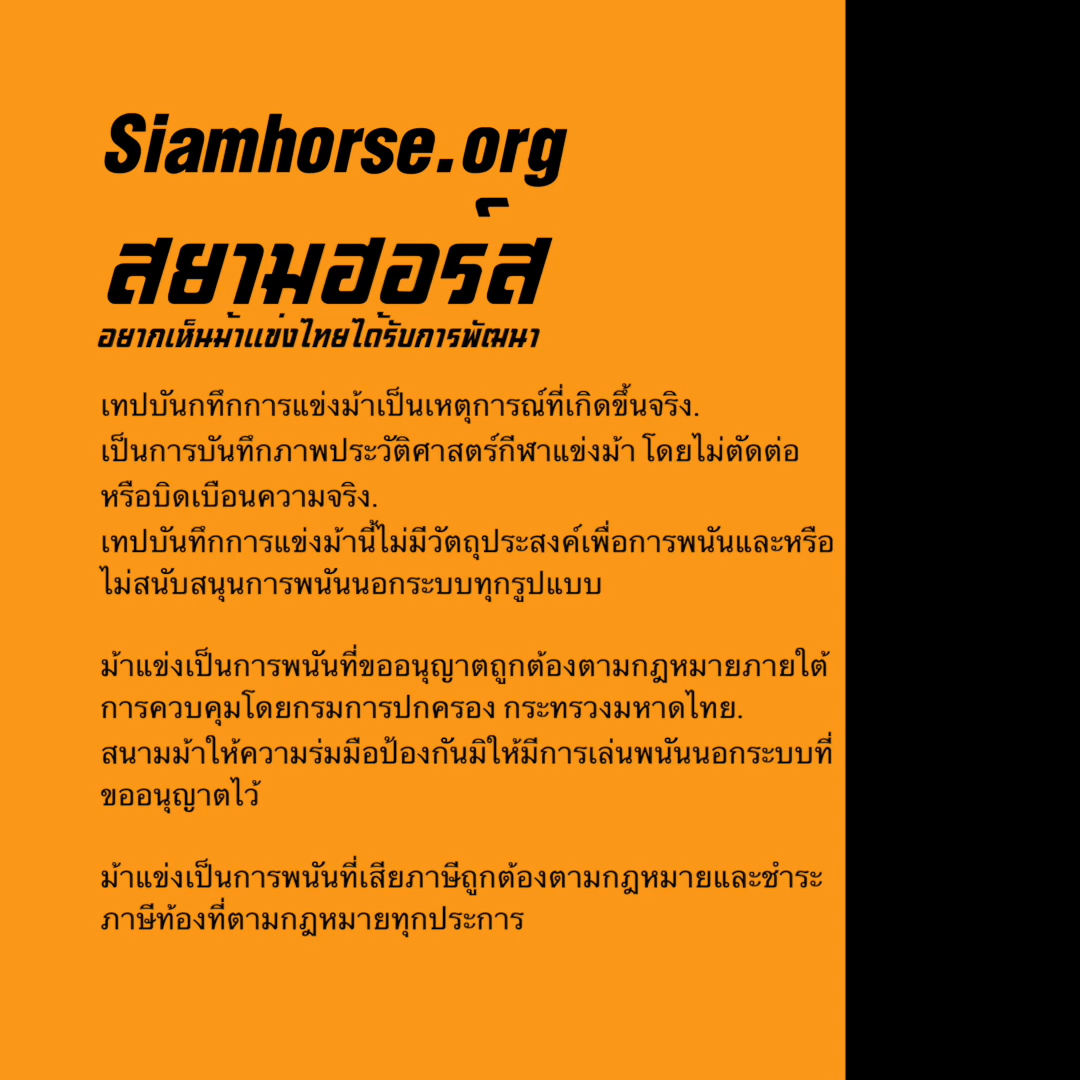 Siamhorse.org
สยามฮอร์ส
อยากเห็นม้าแข่งไทยได้รับการพัฒนา
เทปบันกทึกการแข่งม้าเป็นเหตุการณ์ที่เกิดขึ้นจริง.
เป็นการบันทึกภาพประวัติศาสตร์กีฬาแข่งม้า โดยไม่ตัดต่อ
หรือบิดเบือนความจริง.
เทปบันทึกการแข่งม้านี้ไม่มีวัตถุประสงค์เพื่อการพนันและหรือ
ไม่สนับสนุนการพนันนอกระบบทุกรูปแบบ
ม้าแข่งเป็นการพนันที่ขออนุญาตถูกต้องตามกฎหมายภายใต้
การควบคุมโดยกรมการปกครอง กระทรวงมหาดไทย.
สนามม้าให้ความร่มมือป้องกันมิให้มีการเล่นพนันนอกระบบที่
ขออนุญาตไว้
ม้าแข่งเป็นการพนันที่เสียภาษีถูกต้องตามกฎหมายและชำระ
ภาษีท้องที่ตามกฎหมายทุกประการ